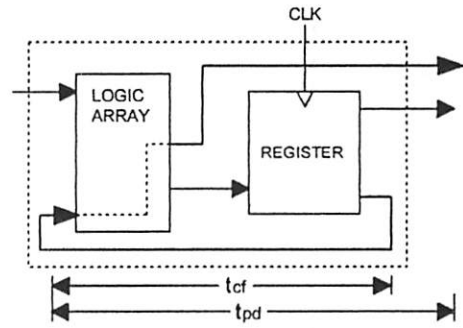 CLK
LOGIC
ARRAY
REGISTER
tcf
tpd